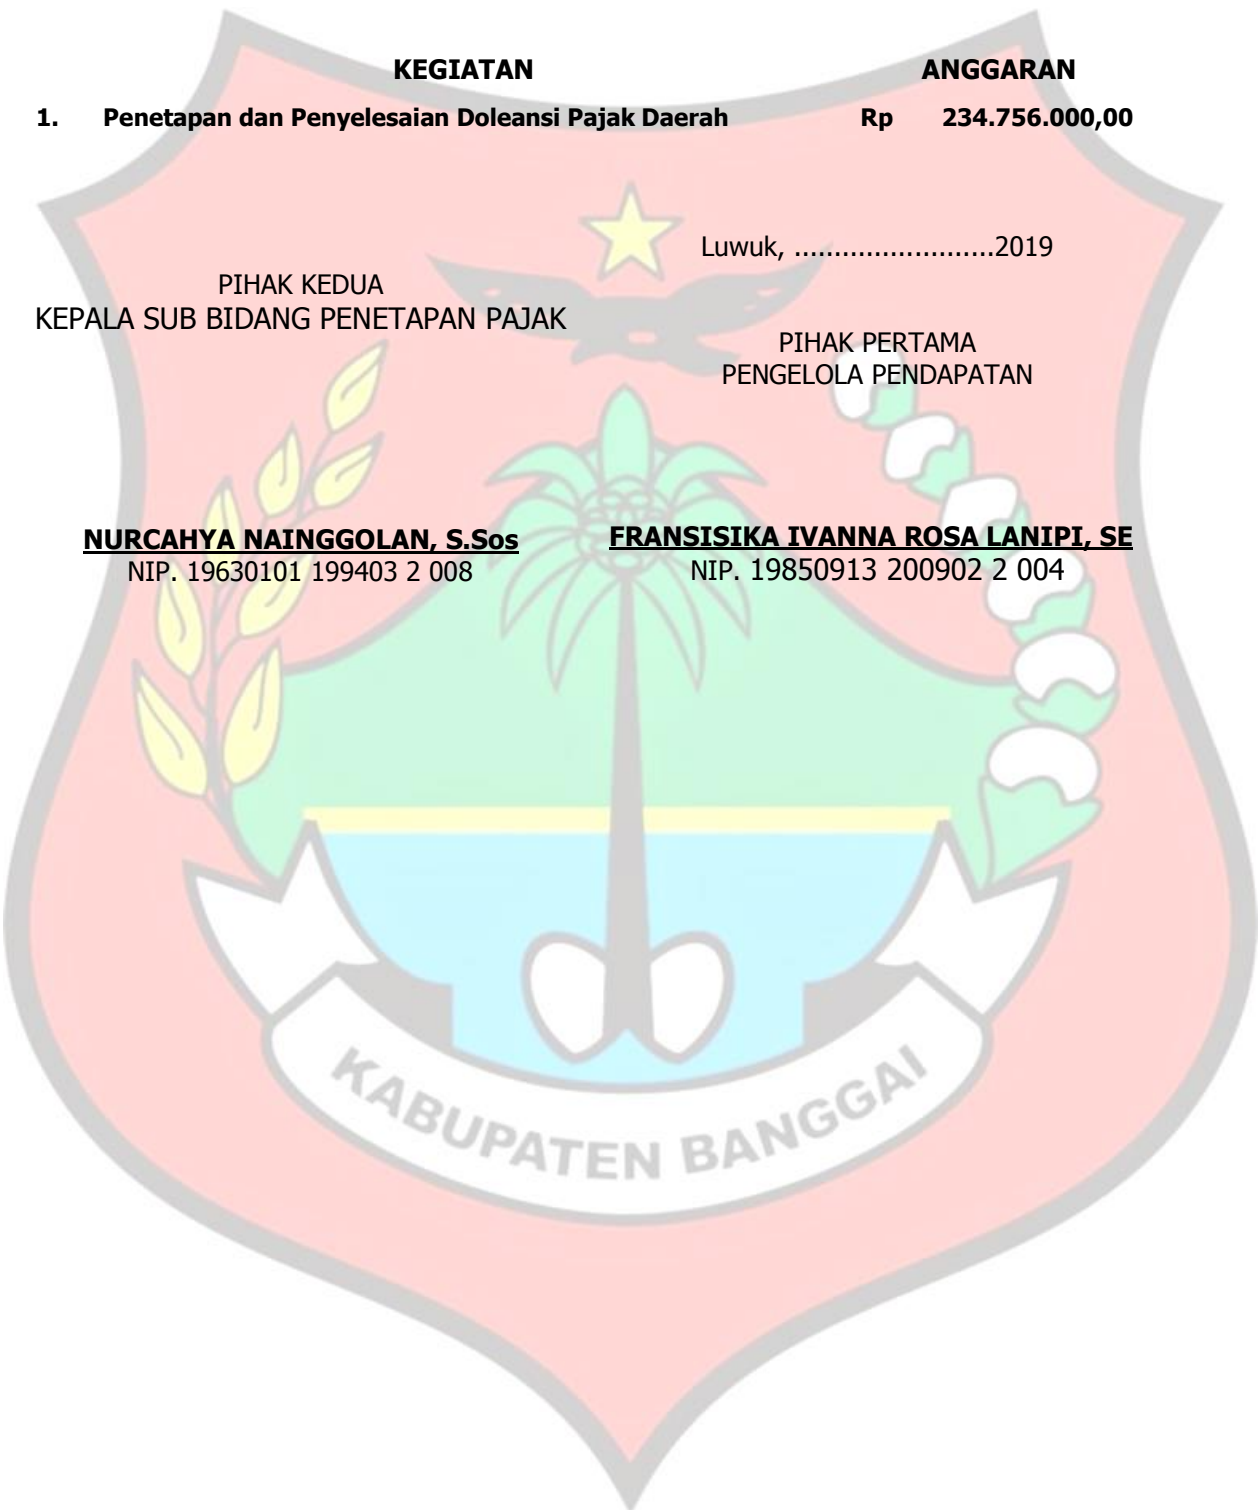 KEGIATAN ANGGARAN
1. Penetapan dan Penyelesaian Doleansi Pajak Daerah Rp 234.756.000,00
Luwuk, .........................2019
PIHAK KEDUA
KEPALA SUB BIDANG PENETAPAN PAJAK
PIHAK PERTAMA
PENGELOLA PENDAPATAN
NURCAHYA NAINGGOLAN, S.Sos
NIP. 19630101 199403 2 008
FRANSISIKA IVANNA ROSA LANIPI, SE
NIP. 19850913 200902 2 004
KABUPATEN BANGGAI